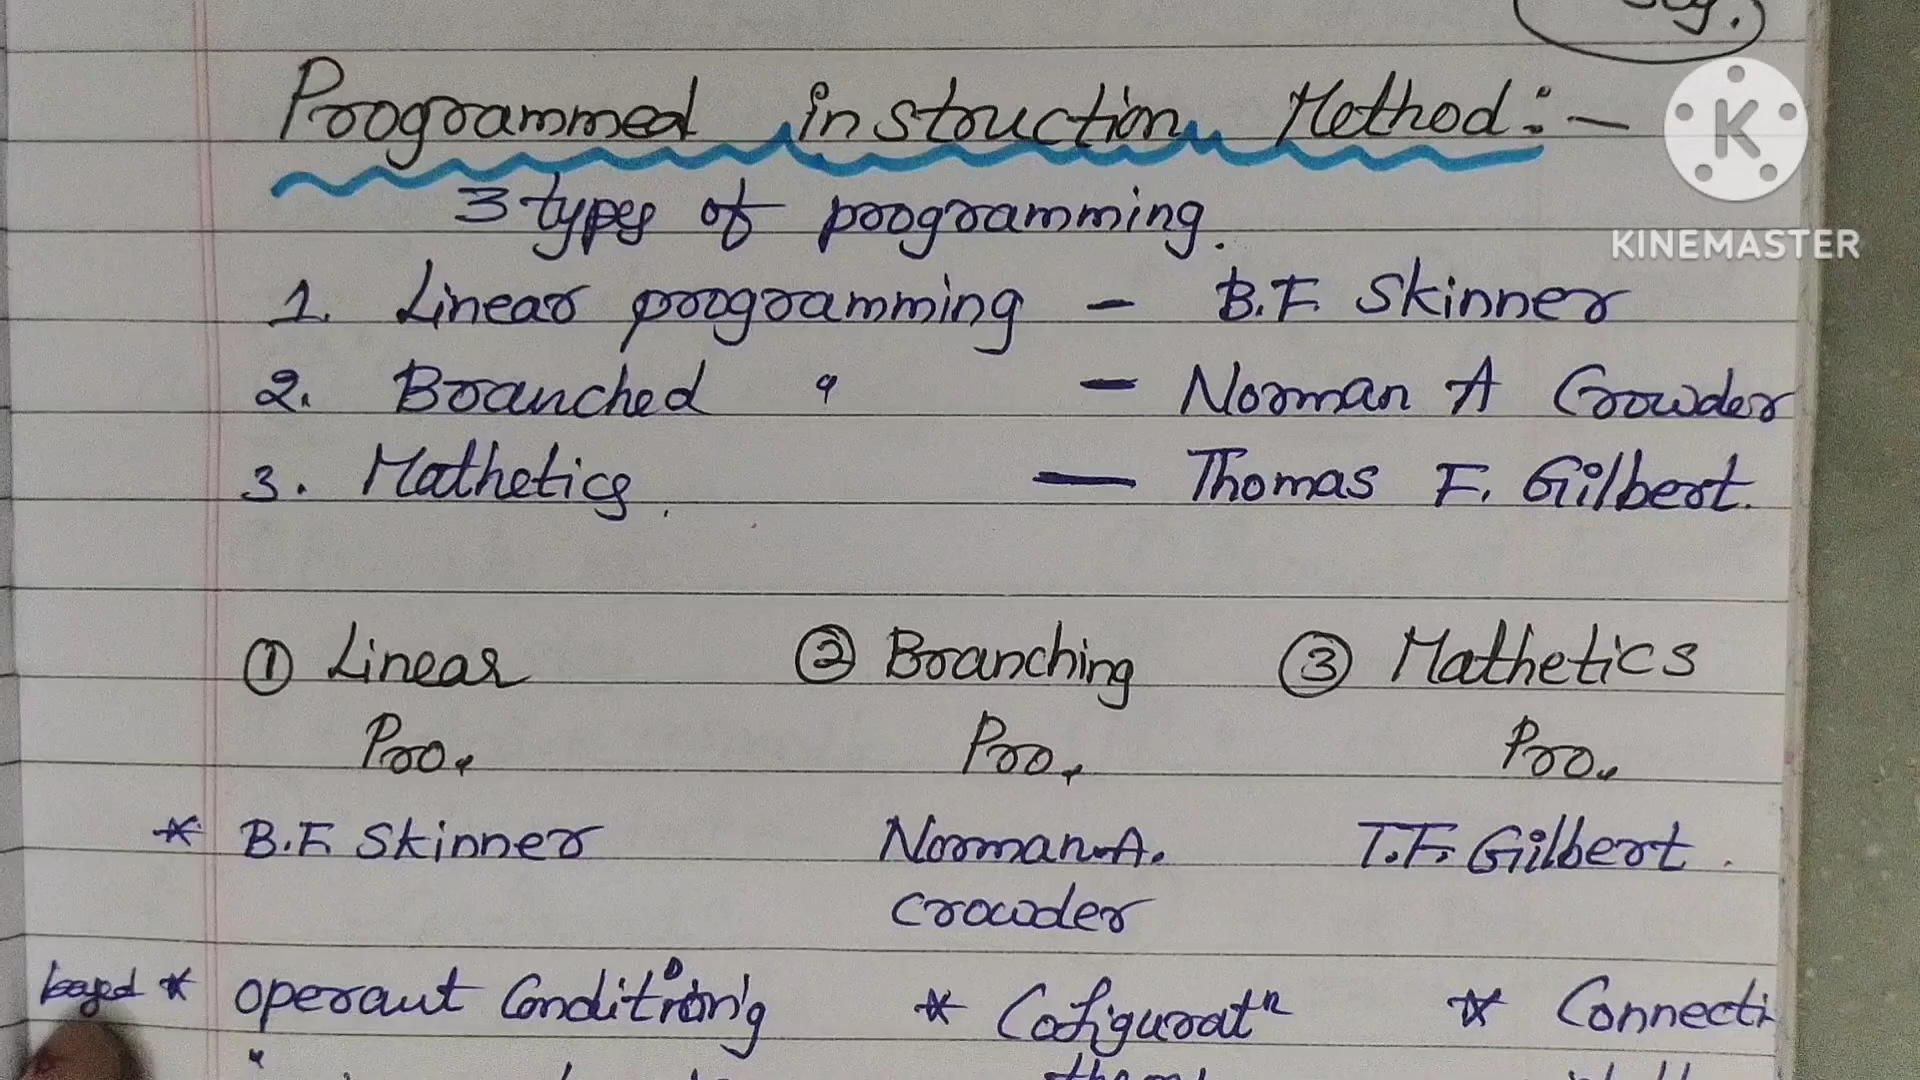 Programmed instruction Method:-
KINEMASTER
3 types of programming.
1. Linear programming - B.F. Skinner
2. Branched " - Norman A Crowder
3. Mathetics - Thomas F. Gilbert.
① Linear ② Branching ③ Mathetics
Pro. Pro. Pro.
* B.F. Skinner Norman.A. T.F. Gilbert.
Crowder
based * operant Conditioning * Cofiguratn * Connecti